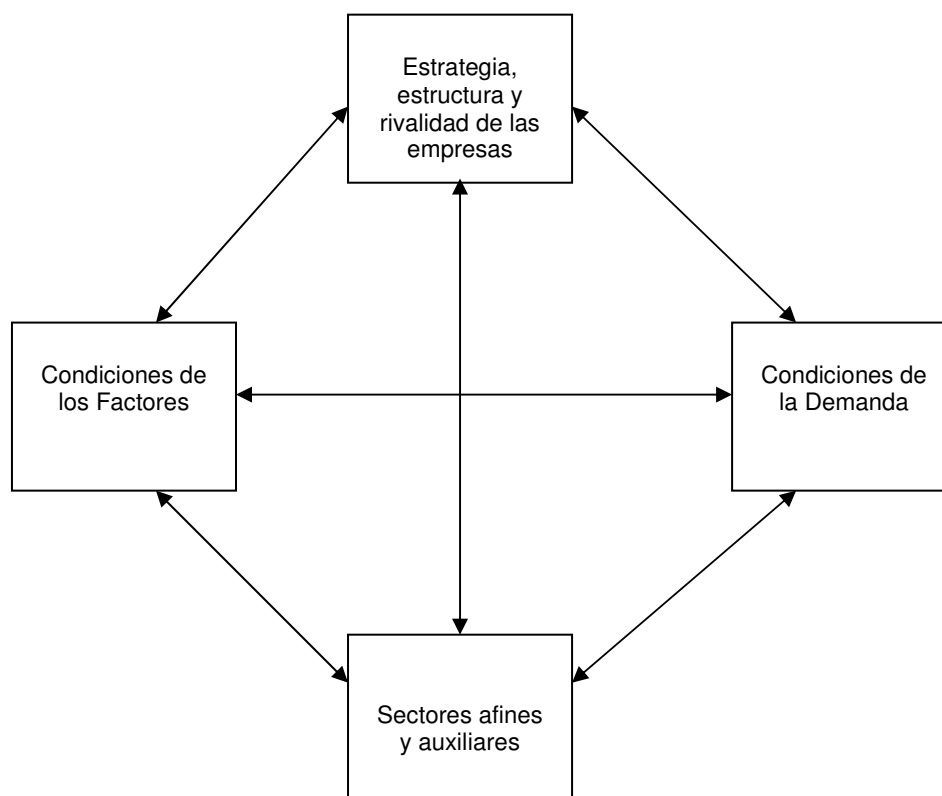 Estrategia,
estructura y
rivalidad de las
empresas
Condiciones de
los Factores
Condiciones de
la Demanda
Sectores afines
y auxiliares